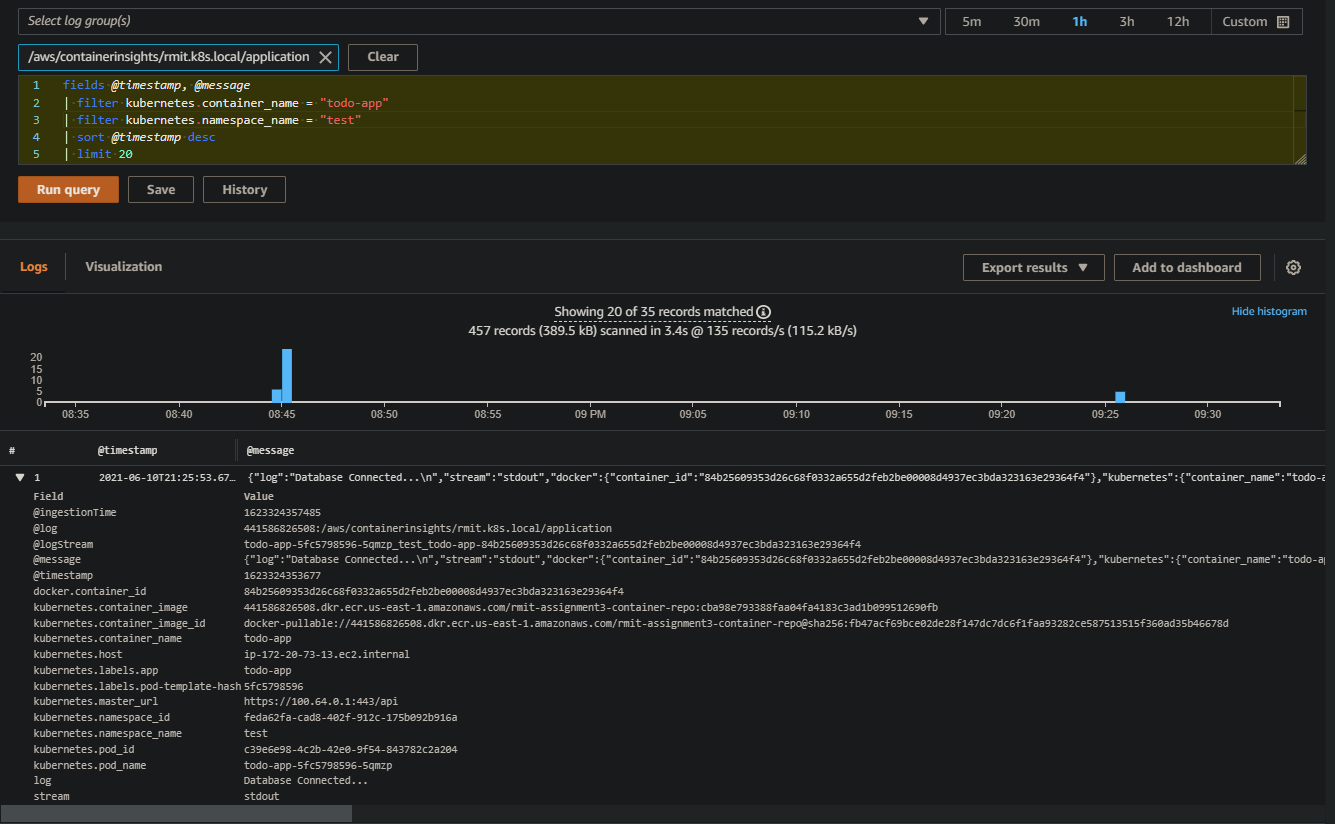 Select log group(s)
5m 30m 1h 3h 12h Custom
/aws/containerinsights/rmit.k8s.local/application Clear
1 fields @timestamp, @message
2 | filter kubernetes.container_name = "todo-app"
3 | filter kubernetes.namespace_name = "test"
4 | sort @timestamp desc
5 | limit 20
Run query Save History
Logs Visualization Export results Add to dashboard
Showing 20 of 35 records matched
Hide histogram
457 records (389.5 kB) scanned in 3.4s @ 135 records/s (115.2 kB/s)
20
15
10
5
0
08:35 08:40 08:45 08:50 08:55 09 PM 09:05 09:10 09:15 09:20 09:25 09:30
# @timestamp @message
1 2021-06-10T21:25:53.67… {"log":"Database Connected...\n","stream":"stdout","docker":{"container_id":"84b25609353d26c68f0332a655d2feb2be00008d4937ec3bda323163e29364f4"},"kubernetes":{"container_name":"todo-a
Field Value
@ingestionTime 1623324357485
@log 441586826508:/aws/containerinsights/rmit.k8s.local/application
@logStream todo-app-5fc5798596-5qmzp_test_todo-app-84b25609353d26c68f0332a655d2feb2be00008d4937ec3bda323163e29364f4
@message {"log":"Database Connected...\n","stream":"stdout","docker":{"container_id":"84b25609353d26c68f0332a655d2feb2be00008d4937ec3bda323163e29364f4"},"kubernetes":{"container_name":"todo-ap
@timestamp 1623324353677
docker.container_id 84b25609353d26c68f0332a655d2feb2be00008d4937ec3bda323163e29364f4
kubernetes.container_image 441586826508.dkr.ecr.us-east-1.amazonaws.com/rmit-assignment3-container-repo:cba98e793388faa04fa4183c3ad1b099512690fb
kubernetes.container_image_id docker-pullable://441586826508.dkr.ecr.us-east-1.amazonaws.com/rmit-assignment3-container-repo@sha256:fb47acf69bce02de28f147dc7dc6f1faa93282ce587513515f360ad35b46678d
kubernetes.container_name todo-app
kubernetes.host ip-172-20-73-13.ec2.internal
kubernetes.labels.app todo-app
kubernetes.labels.pod-template-hash 5fc5798596
kubernetes.master_url https://100.64.0.1:443/api
kubernetes.namespace_id feda62fa-cad8-402f-912c-175b092b916a
kubernetes.namespace_name test
kubernetes.pod_id c39e6e98-4c2b-42e0-9f54-843782c2a204
kubernetes.pod_name todo-app-5fc5798596-5qmzp
log Database Connected...
stream stdout